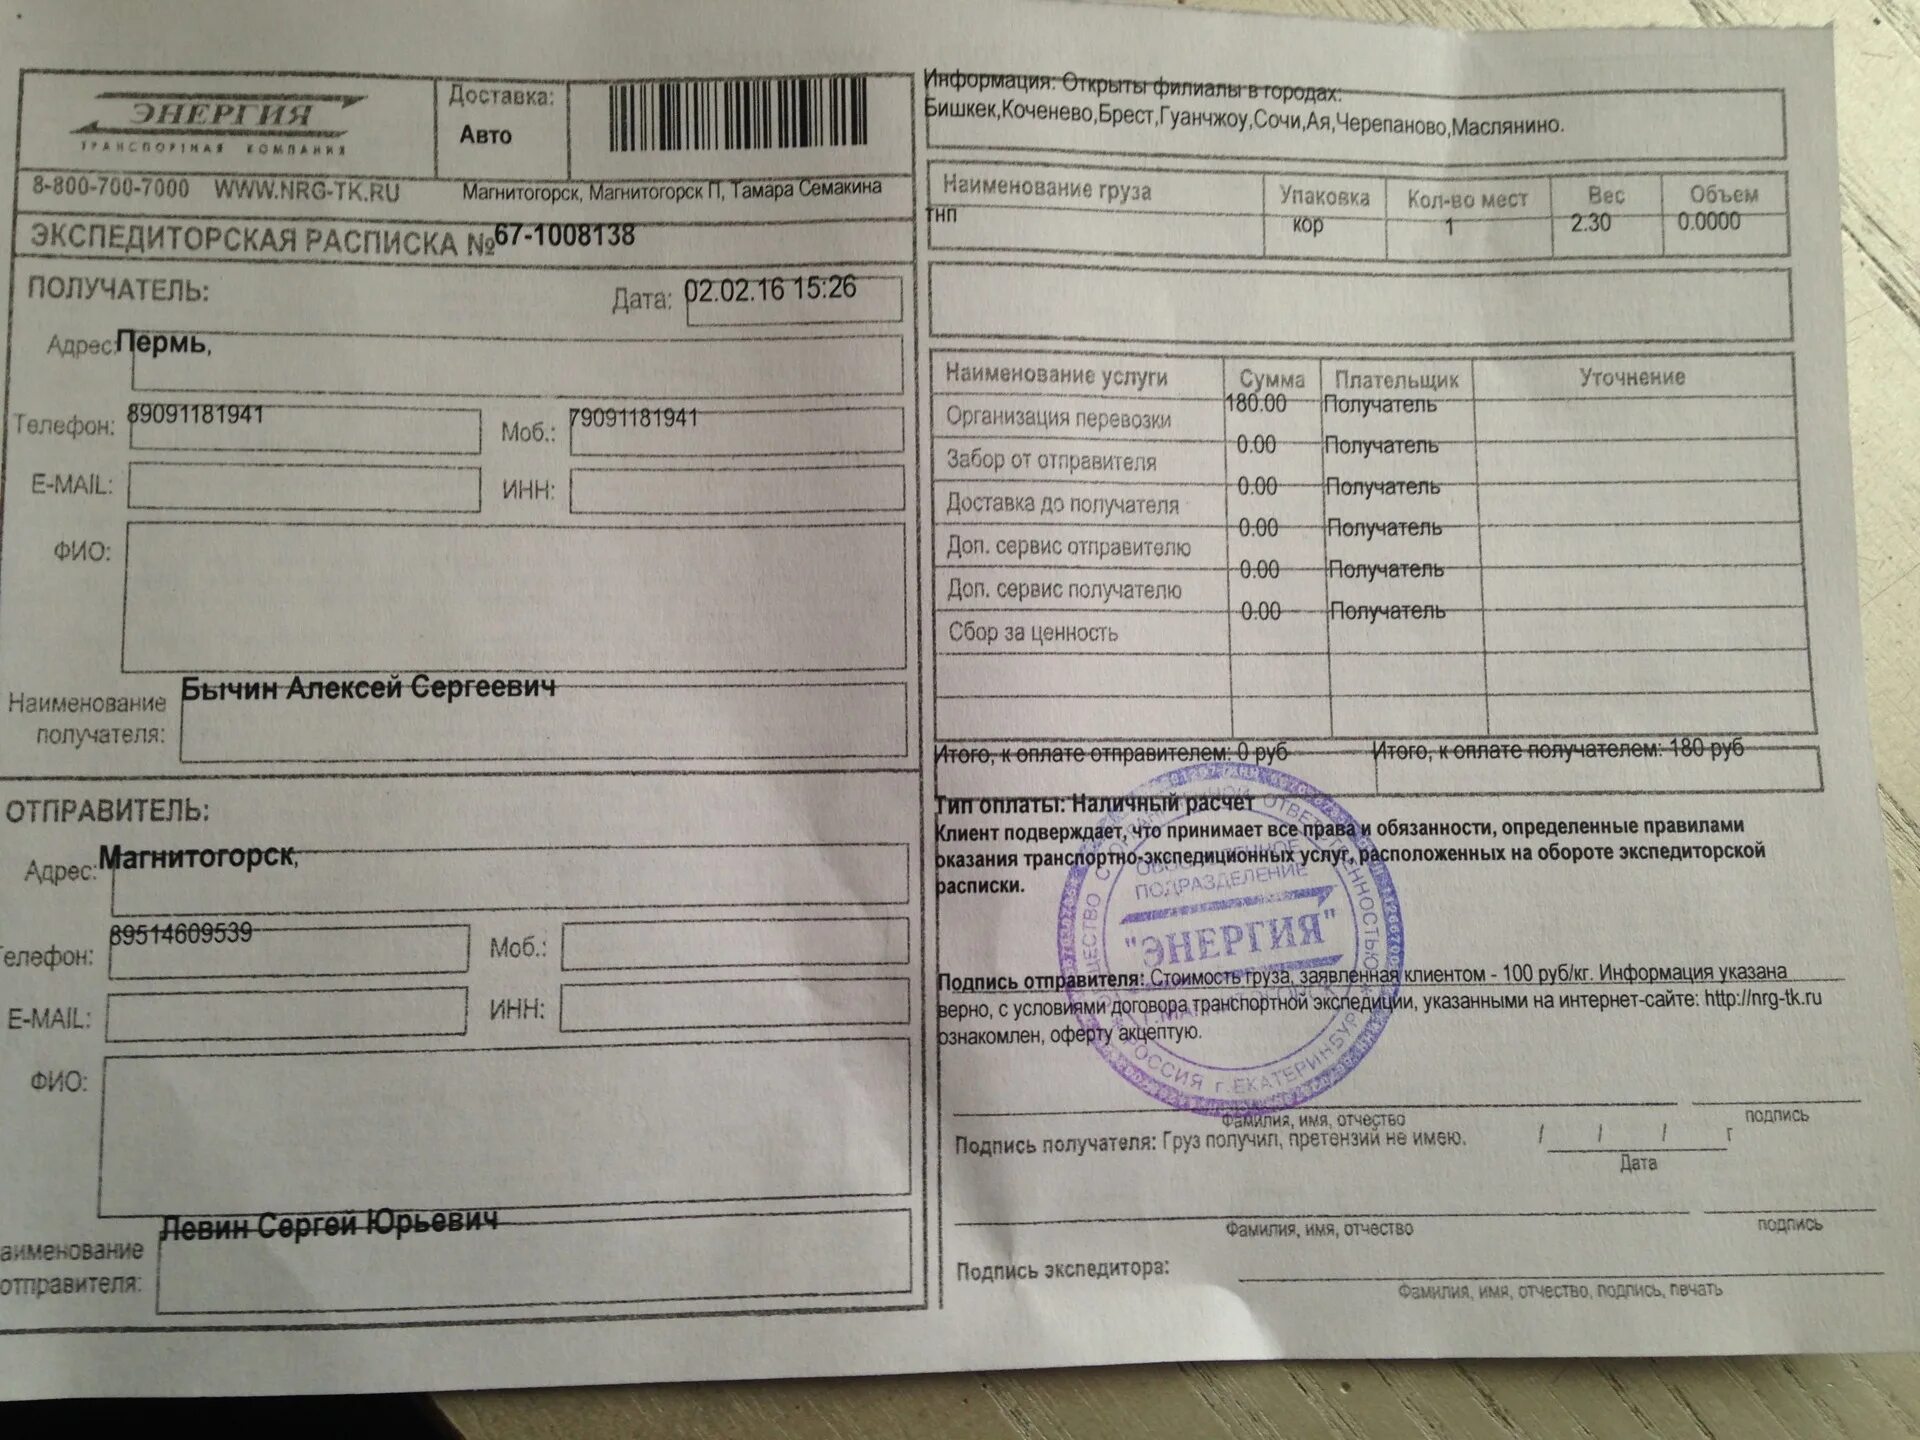 ЭНЕРГИЯ
ТРАНСПОРТНАЯ КОМПАНИЯ
Доставка:
Авто
8-800-700-7000 WWW.NRG-TK.RU
Магнитогорск, Магнитогорск П, Тамара Семакина
ЭКСПЕДИТОРСКАЯ РАСПИСКА №67-1008138
ПОЛУЧАТЕЛЬ:
Дата: 02.02.16 15:26
Адрес: Пермь,
Телефон: 89091181941 Моб.: 79091181941
E-MAIL: ИНН:
ФИО:
Наименование получателя: Бычин Алексей Сергеевич
ОТПРАВИТЕЛЬ:
Адрес: Магнитогорск,
Телефон: 89514609539 Моб.:
E-MAIL: ИНН:
ФИО:
аименование отправителя: Левин Сергей Юрьевич
Информация: Открыты филиалы в городах:
Бишкек,Коченево,Брест,Гуанчжоу,Сочи,Ая,Черепаново,Маслянино.
Наименование груза Упаковка Кол-во мест Вес Объем
ТНП кор 1 2.30 0.0000
Наименование услуги Сумма Плательщик Уточнение
Организация перевозки 180.00 Получатель
Забор от отправителя 0.00 Получатель
Доставка до получателя 0.00 Получатель
Доп. сервис отправителю 0.00 Получатель
Доп. сервис получателю 0.00 Получатель
Сбор за ценность 0.00 Получатель
Итого, к оплате отправителем: 0 руб Итого, к оплате получателем: 180 руб
Тип оплаты: Наличный расчет
Клиент подверждает, что принимает все права и обязанности, определенные правилами
оказания транспортно-экспедиционных услуг, расположенных на обороте экспедиторской
расписки.
ОБОСОБЛЕННОЕ
ПОДРАЗДЕЛЕНИЕ
"ЭНЕРГИЯ"
РОССИЯ г. ЕКАТЕРИНБУРГ
Подпись отправителя: Стоимость груза, заявленная клиентом - 100 руб/кг. Информация указана
верно, с условиями договора транспортной экспедиции, указанными на интернет-сайте: http://nrg-tk.ru
ознакомлен, оферту акцептую.
Фамилия, имя, отчество подпись
Подпись получателя: Груз получил, претензий не имею. / / / г
Дата
Фамилия, имя, отчество подпись
Подпись экспедитора:
Фамилия, имя, отчество, подпись, печать